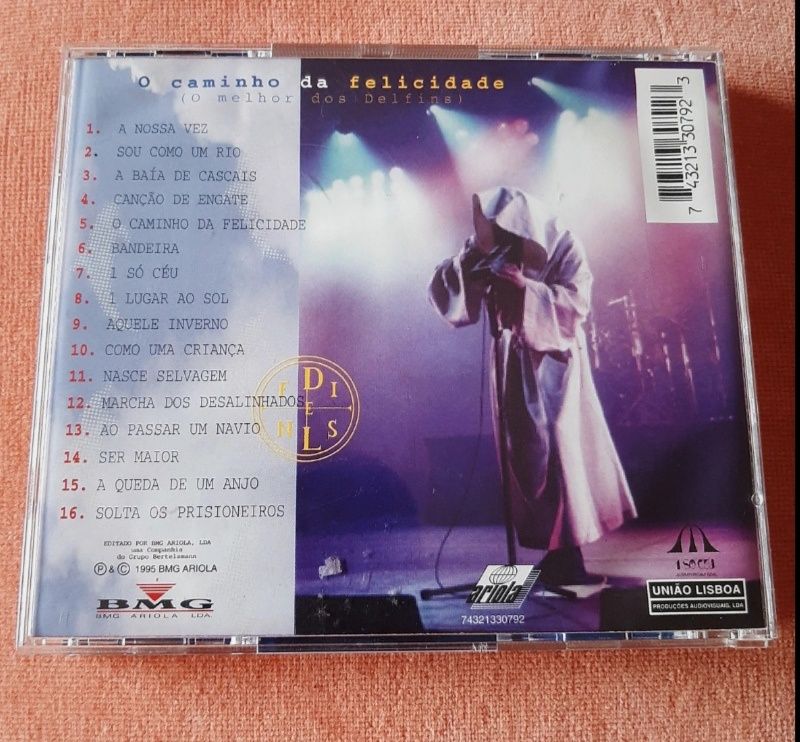 O caminho da felicidade
(O melhor dos Delfins)
1. A NOSSA VEZ
2. SOU COMO UM RIO
3. A BAÍA DE CASCAIS
4. CANÇÃO DE ENGATE
5. O CAMINHO DA FELICIDADE
6. BANDEIRA
7. 1 SÓ CÉU
8. 1 LUGAR AO SOL
9. AQUELE INVERNO
10. COMO UMA CRIANÇA
11. NASCE SELVAGEM
12. MARCHA DOS DESALINHADOS
13. AO PASSAR UM NAVIO
14. SER MAIOR
15. A QUEDA DE UM ANJO
16. SOLTA OS PRISIONEIROS
EDITADO POR BMG ARIOLA, LDA
uma Companhia
do Grupo Bertelsmann
Ⓟ & © 1995 BMG ARIOLA
BMG
BMG ARIOLA LDA.
DELFINS
ariola
74321330792
1 SÓ CÉU
UNIÃO LISBOA
PRODUÇÕES AUDIOVISUAIS, LDA
7 43213 30792 3